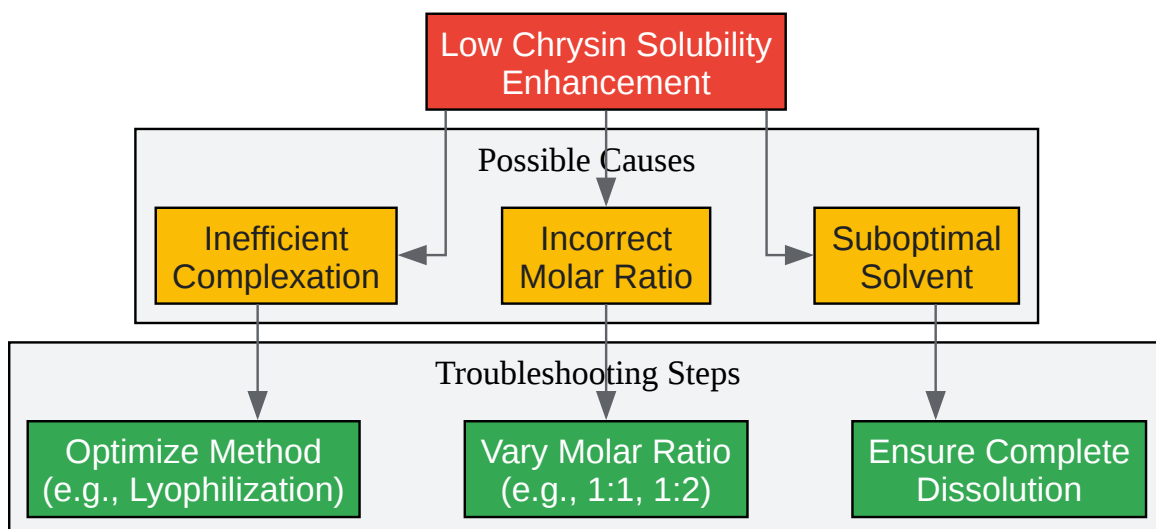 Low Chrysin Solubility
Enhancement
Possible Causes
Inefficient
Complexation
Incorrect
Molar Ratio
Suboptimal
Solvent
Troubleshooting Steps
Optimize Method
(e.g., Lyophilization)
Vary Molar Ratio
(e.g., 1:1, 1:2)
Ensure Complete
Dissolution